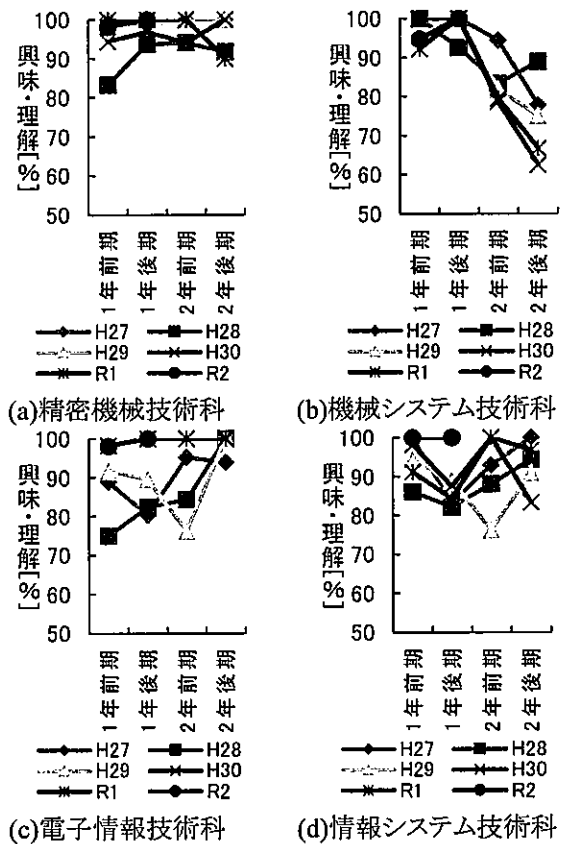 興味・理解[%]
100
90
80
70
60
50
1年前期
1年後期
2年前期
2年後期
H27
H28
H29
H30
R1
R2
(a)精密機械技術科
興味・理解[%]
100
90
80
70
60
50
1年前期
1年後期
2年前期
2年後期
H27
H28
H29
H30
R1
R2
(b)機械システム技術科
興味・理解[%]
100
90
80
70
60
50
1年前期
1年後期
2年前期
2年後期
H27
H28
H29
H30
R1
R2
(c)電子情報技術科
興味・理解[%]
100
90
80
70
60
50
1年前期
1年後期
2年前期
2年後期
H27
H28
H29
H30
R1
R2
(d)情報システム技術科